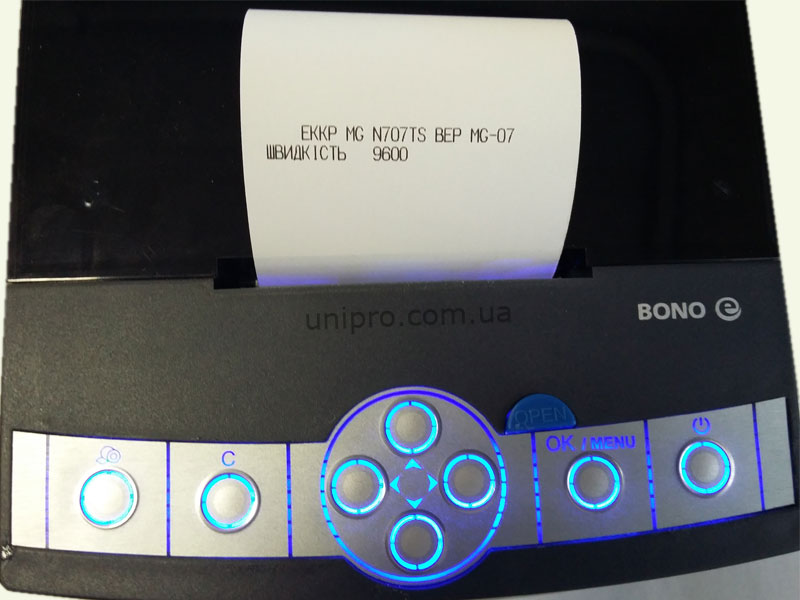 ЕККР MG N707TS ВЕР MG-07
ШВИДКІСТЬ 9600
unipro.com.ua
BONO e
OPEN
C
OK / MENU